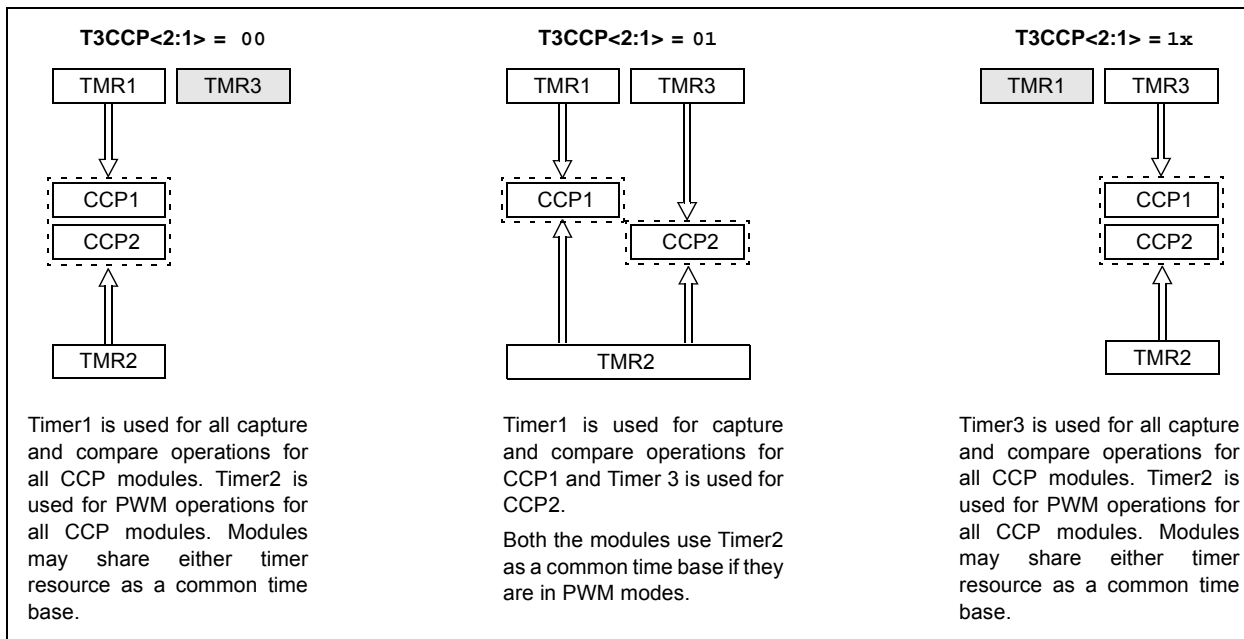 T3CCP<2:1> = 00
TMR1
TMR3
CCP1
CCP2
TMR2
Timer1 is used for all capture
and compare operations for
all CCP modules. Timer2 is
used for PWM operations for
all CCP modules. Modules
may share either timer
resource as a common time
base.
T3CCP<2:1> = 01
TMR1
TMR3
CCP1
CCP2
TMR2
Timer1 is used for capture
and compare operations for
CCP1 and Timer 3 is used for
CCP2.
Both the modules use Timer2
as a common time base if they
are in PWM modes.
T3CCP<2:1> = 1x
TMR1
TMR3
CCP1
CCP2
TMR2
Timer3 is used for all capture
and compare operations for
all CCP modules. Timer2 is
used for PWM operations for
all CCP modules. Modules
may share either timer
resource as a common time
base.